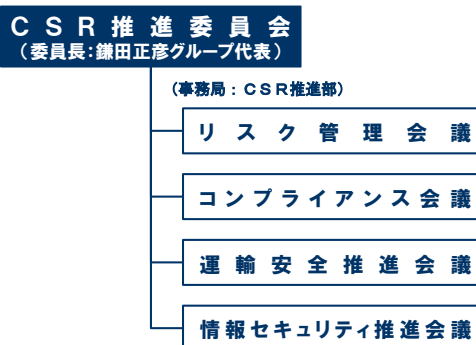 CSR推進委員会
（委員長：鎌田正彦グループ代表）
（事務局：CSR推進部）
リスク管理会議
コンプライアンス会議
運輸安全推進会議
情報セキュリティ推進会議